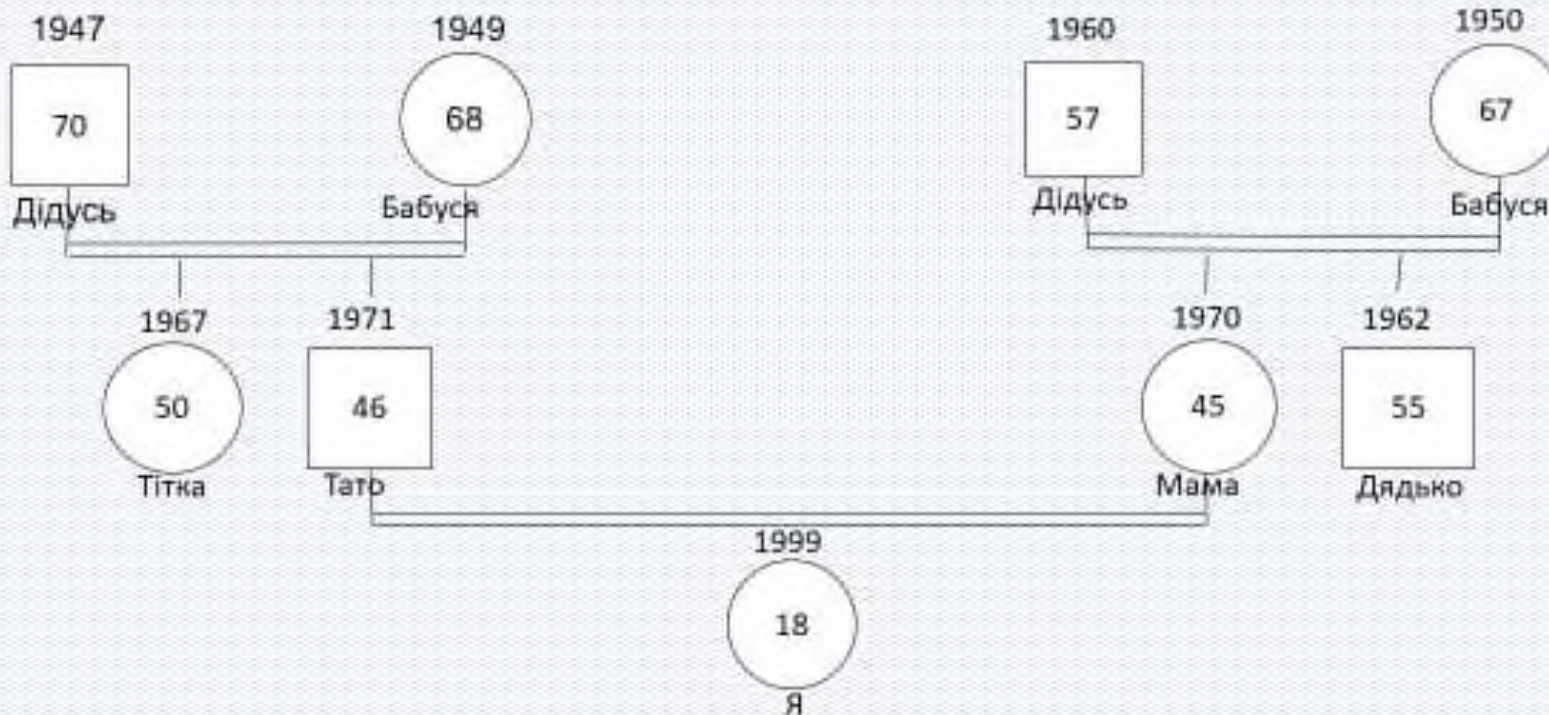 1947 1949 1960 1950
70 68 57 67
Дідусь Бабуся Дідусь Бабуся
1967 1971 1970 1962
50 46 45 55
Тітка Тато Мама Дядько
1999
18
Я